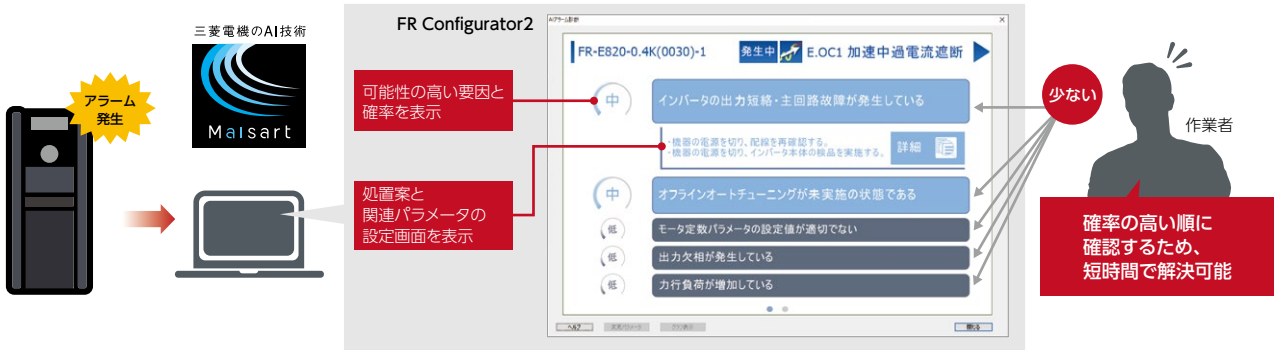 三菱電機のAI技術
Maisart
アラーム
発生
FR Configurator2
AIアラーム診断
FR-E820-0.4K(0030)-1
発生中
E.OC1 加速中過電流遮断
可能性の高い要因と
確率を表示
中
インバータの出力短絡・主回路故障が発生している
・機器の電源を切り、配線を再確認する。
・機器の電源を切り、インバータ本体の検品を実施する。
詳細
処置案と
関連パラメータの
設定画面を表示
中
オフラインオートチューニングが未実施の状態である
低
モータ定数パラメータの設定値が適切でない
低
出力欠相が発生している
低
力行負荷が増加している
ヘルプ
閉じる
少ない
作業者
確率の高い順に
確認するため、
短時間で解決可能